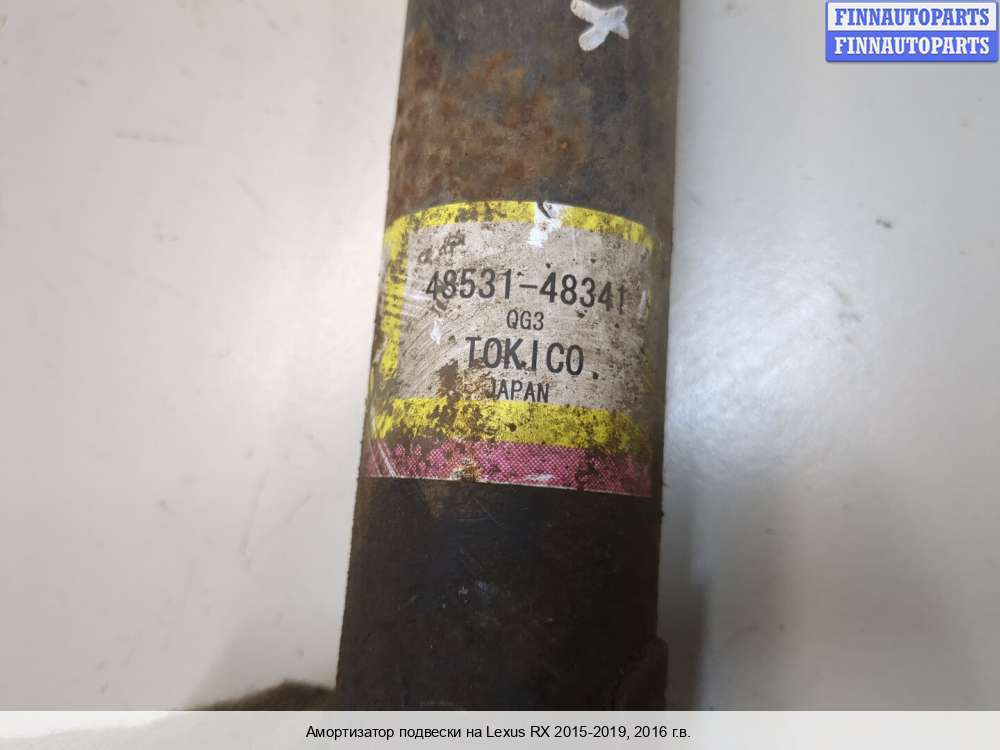 FINNAUTOPARTS
FINNAUTOPARTS
48531-48341
QG3
TOKICO
JAPAN
Амортизатор подвески на Lexus RX 2015-2019, 2016 г.в.